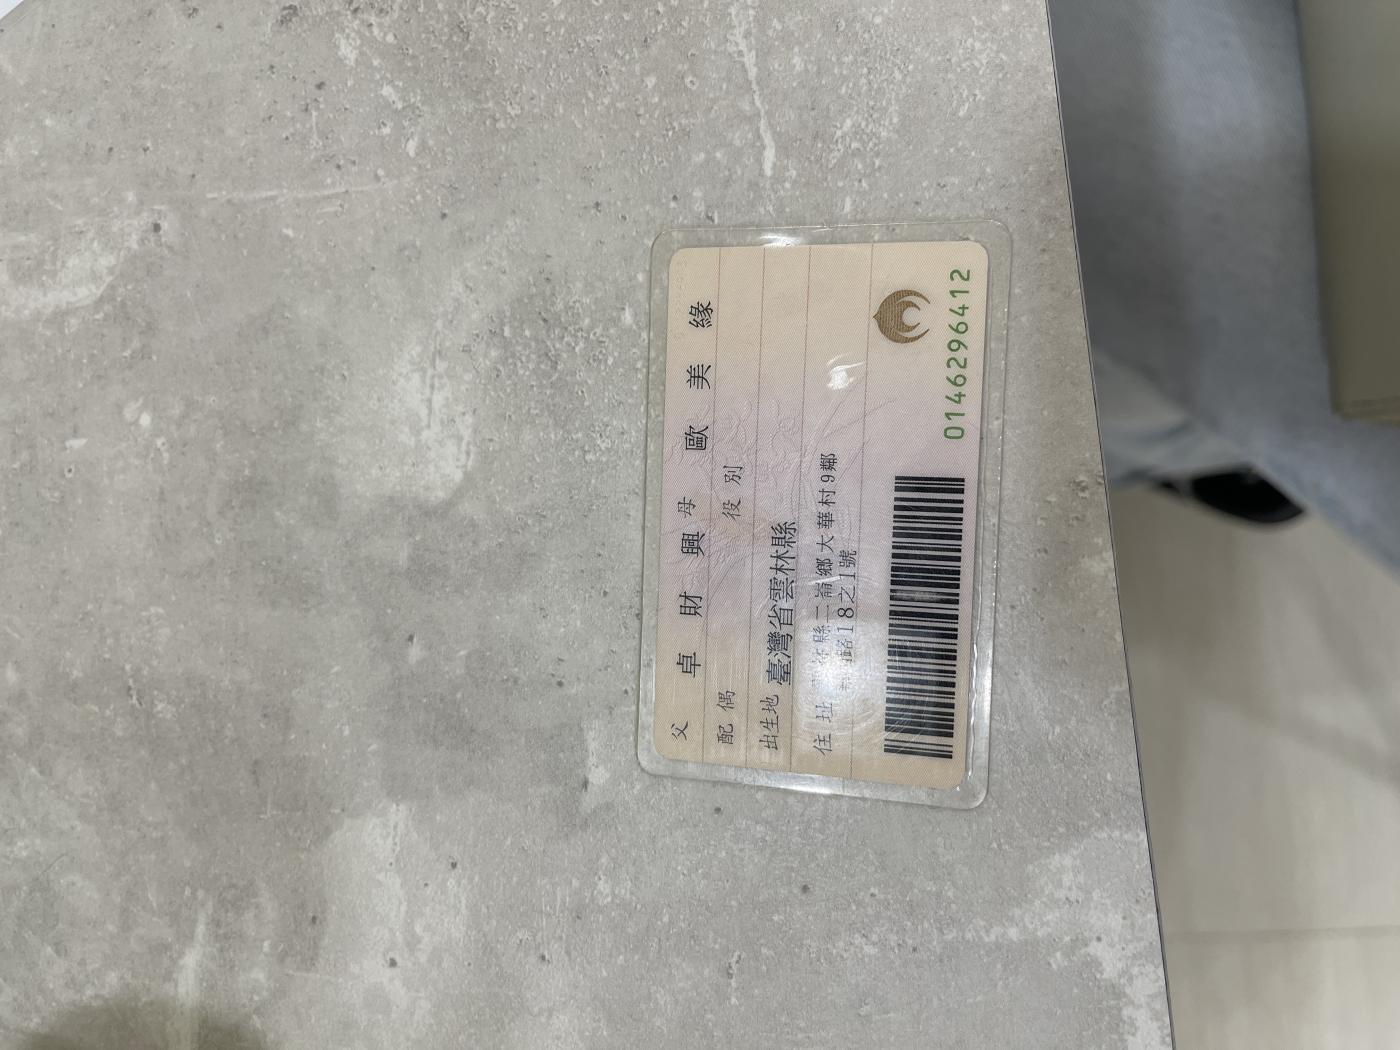 父 卓財興 母 歐美緣
配偶 役別
出生地 臺灣省雲林縣
住址 縣二崙鄉大華村9鄰
路18之1號
0146296412